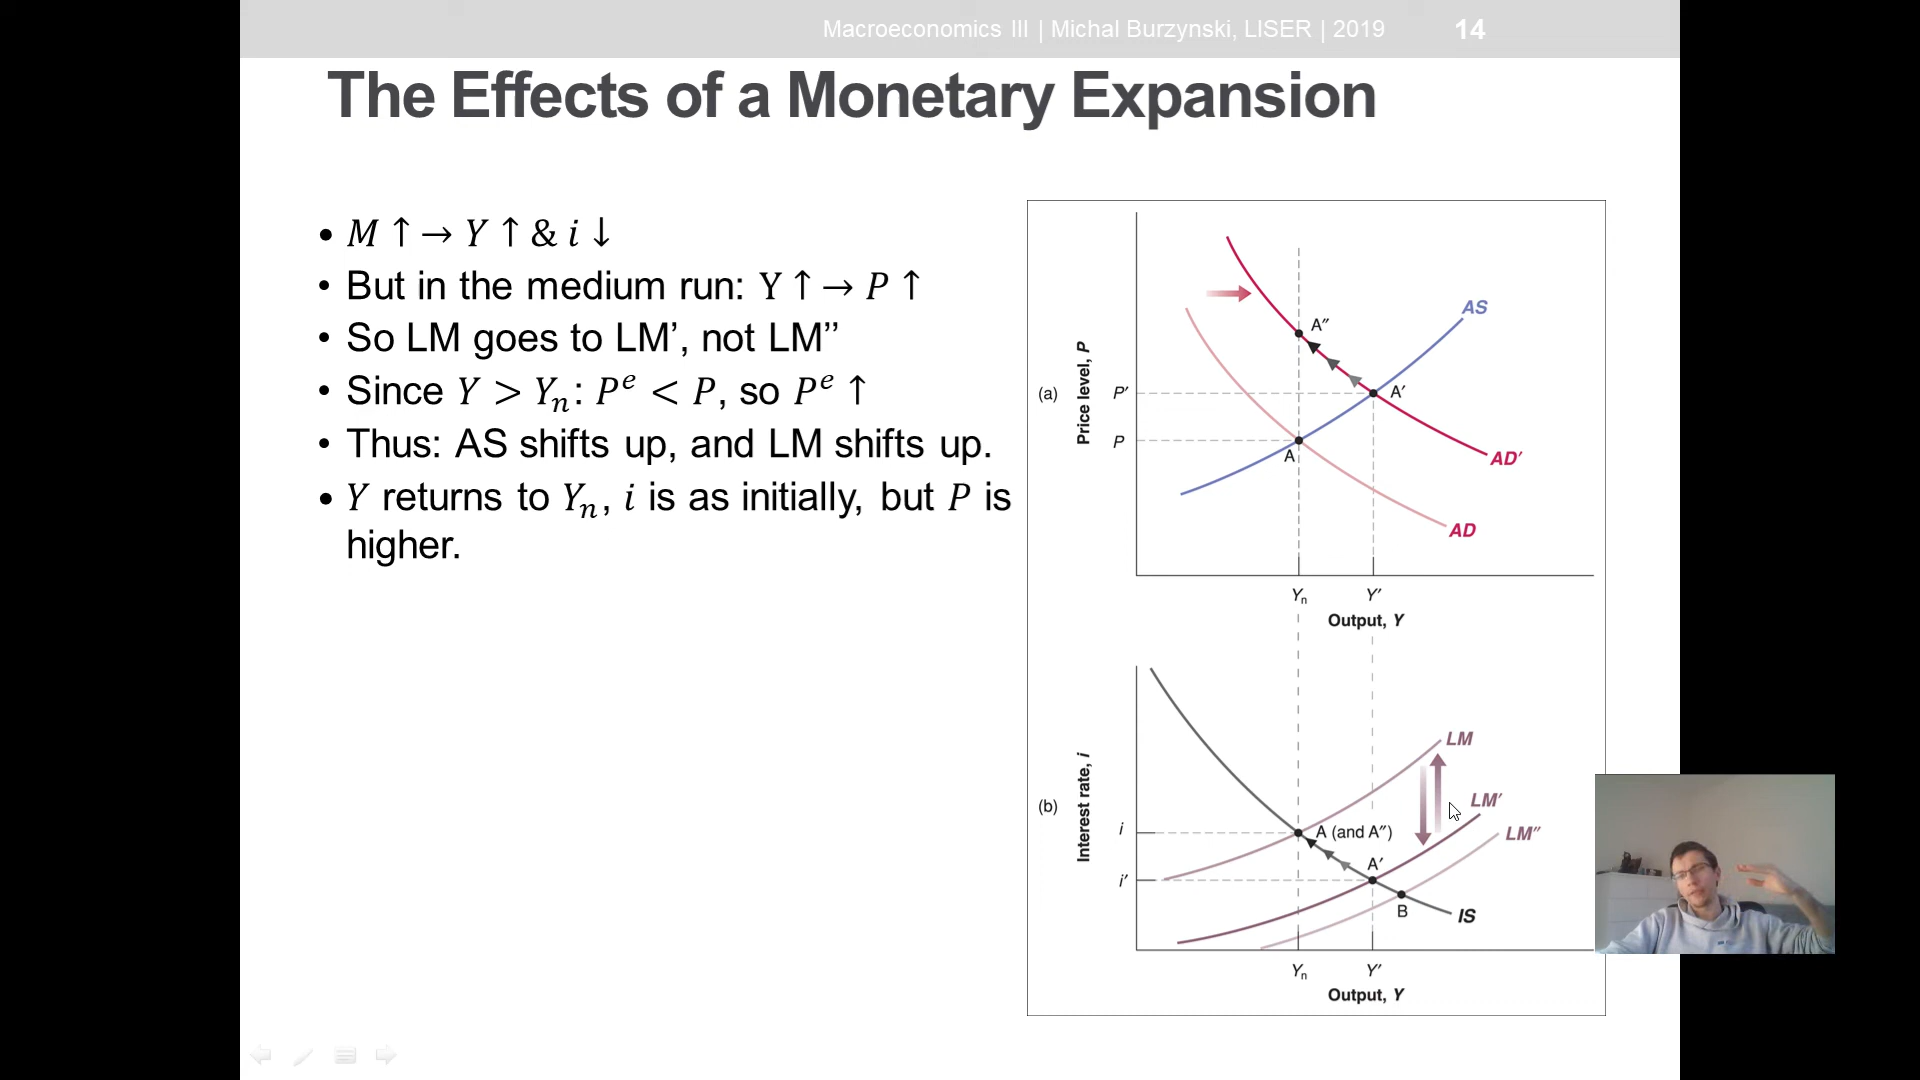 Macroeconomics III | Michal Burzynski, LISER | 2019 14
The Effects of a Monetary Expansion
• M ↑ → Y ↑ & i ↓
• But in the medium run: Y ↑ → P ↑
• So LM goes to LM’, not LM’’
• Since Y > Yₙ: Pᵉ < P, so Pᵉ ↑
• Thus: AS shifts up, and LM shifts up.
• Y returns to Yₙ, i is as initially, but P is
higher.
(a)
Price level, P
P′
P
A″
A′
A
AS
AD′
AD
Yₙ
Y′
Output, Y
(b)
Interest rate, i
i
i′
LM
LM′
LM″
A (and A″)
A′
B
IS
Yₙ
Y′
Output, Y